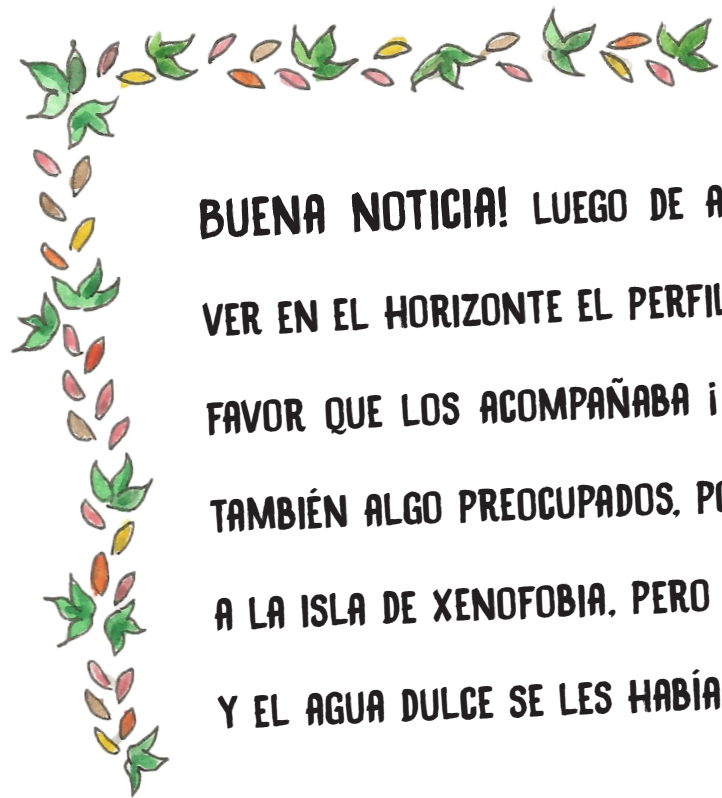 BUENA NOTICIA! LUEGO DE A
VER EN EL HORIZONTE EL PERFIL
FAVOR QUE LOS ACOMPAÑABA ¡
TAMBIÉN ALGO PREOCUPADOS, PO
A LA ISLA DE XENOFOBIA, PERO
Y EL AGUA DULCE SE LES HABÍA